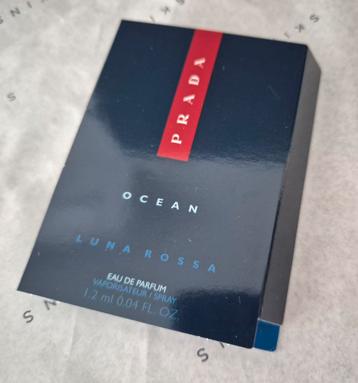 PRADA
OCEAN
LUNA ROSSA
EAU DE PARFUM
VAPORISATEUR / SPRAY
1.2 ml 0.04 FL. OZ.